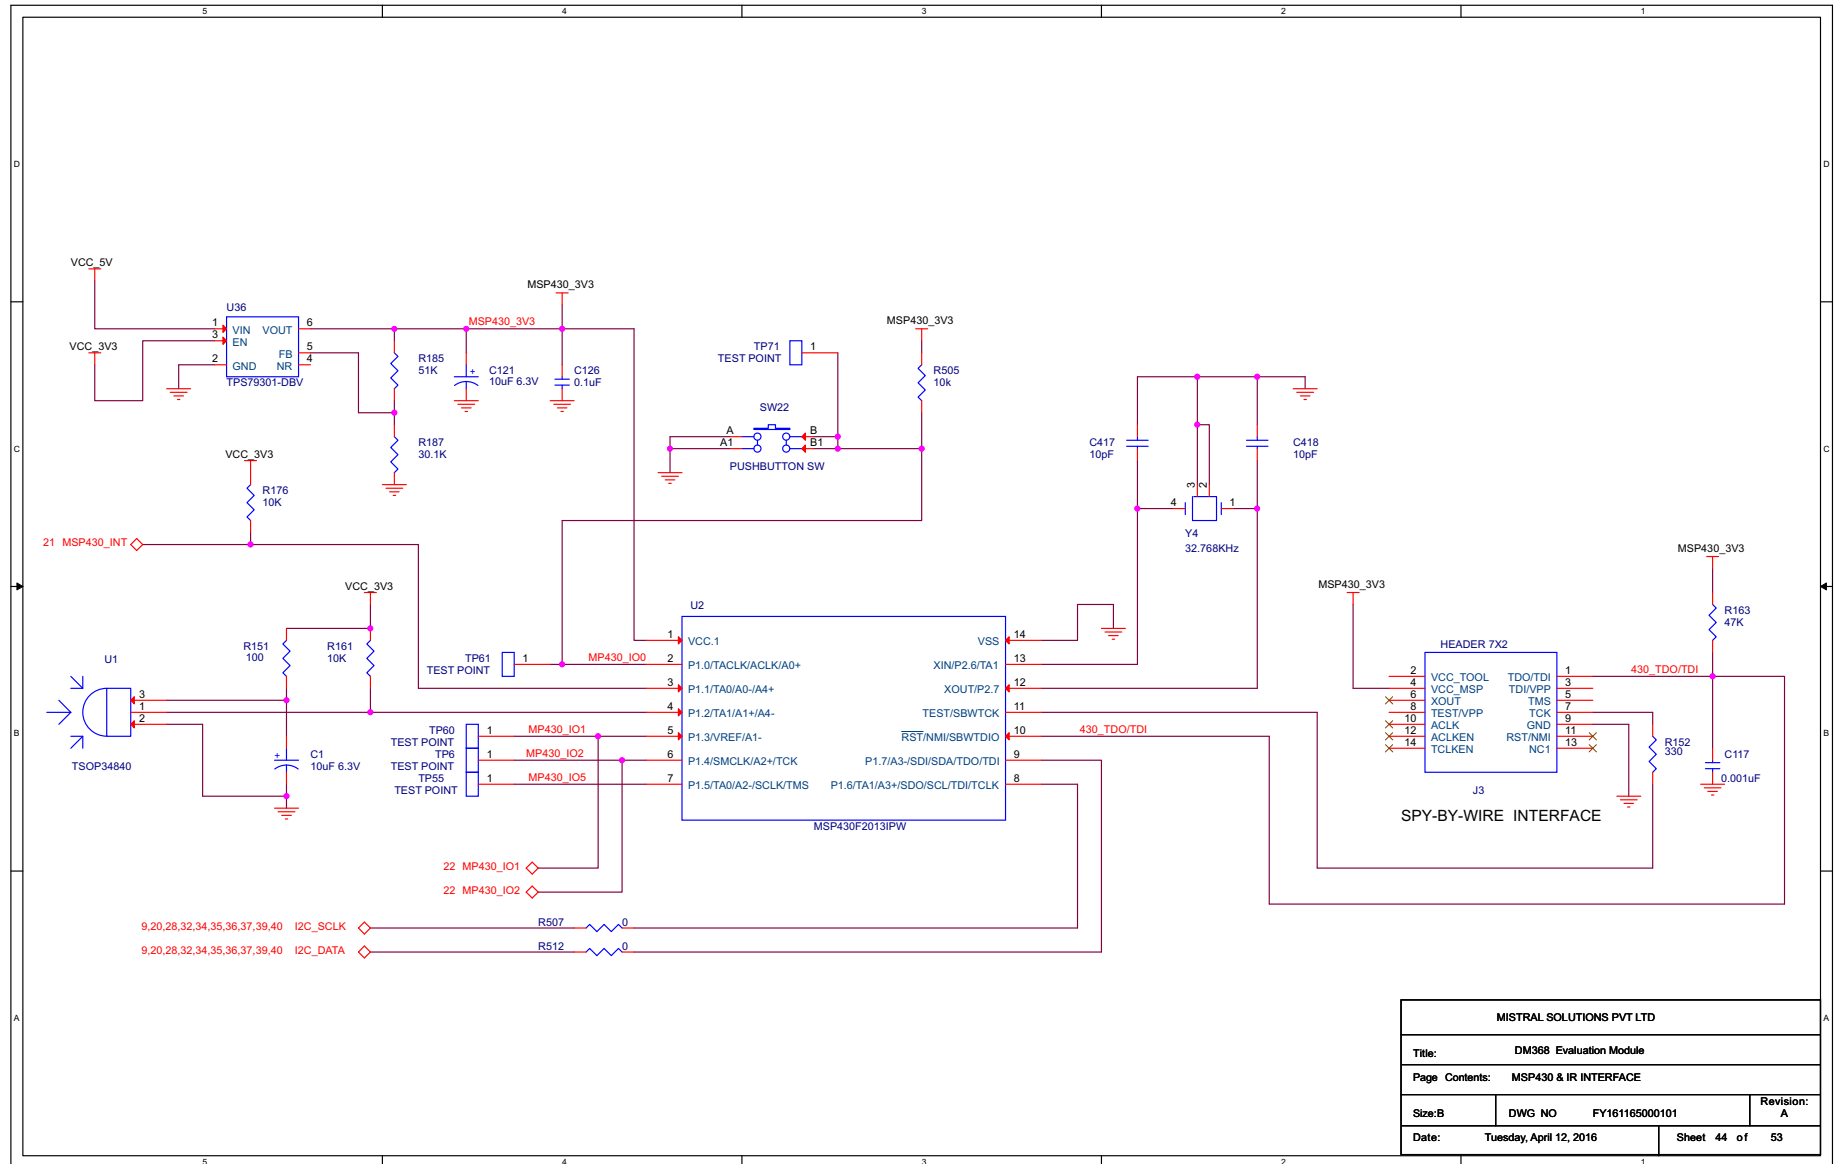 5 4 3 2 1
D D
C C
B B
A A
VCC_5V
VCC_3V3
U36
1 VIN VOUT 6
3 EN
FB 5
2 GND NR 4
TPS79301-DBV
MSP430_3V3
MSP430_3V3
R185
51K
C121
10uF 6.3V
C126
0.1uF
R187
30.1K
VCC_3V3
R176
10K
21 MSP430_INT
TP71
TEST POINT
1
MSP430_3V3
R505
10k
SW22
A B
A1 B1
PUSHBUTTON SW
C417
10pF
C418
10pF
3 2
4 1
Y4
32.768KHz
VCC_3V3
R151
100
R161
10K
U1
3
1
2
TSOP34840
C1
10uF 6.3V
TP61
TEST POINT
1 MP430_IO0
TP60
TEST POINT
1 MP430_IO1
TP6
TEST POINT
1 MP430_IO2
TP55
TEST POINT
1 MP430_IO5
U2
1 VCC.1 VSS 14
2 P1.0/TACLK/ACLK/A0+ XIN/P2.6/TA1 13
3 P1.1/TA0/A0-/A4+ XOUT/P2.7 12
4 P1.2/TA1/A1+/A4- TEST/SBWTCK 11
5 P1.3/VREF/A1- RST/NMI/SBWTDIO 10 430_TDO/TDI
6 P1.4/SMCLK/A2+/TCK P1.7/A3-/SDI/SDA/TDO/TDI 9
7 P1.5/TA0/A2-/SCLK/TMS P1.6/TA1/A3+/SDO/SCL/TDI/TCLK 8
MSP430F2013IPW
22 MP430_IO1
22 MP430_IO2
9,20,28,32,34,35,36,37,39,40 I2C_SCLK
R507 0
9,20,28,32,34,35,36,37,39,40 I2C_DATA
R512 0
MSP430_3V3
MSP430_3V3
R163
47K
HEADER 7X2
2 VCC_TOOL TDO/TDI 1 430_TDO/TDI
4 VCC_MSP TDI/VPP 3
6 XOUT TMS 5
8 TEST/VPP TCK 7
10 ACLK GND 9
12 ACLKEN RST/NMI 11
14 TCLKEN NC1 13
J3
R152
330
C117
0.001uF
SPY-BY-WIRE INTERFACE
MISTRAL SOLUTIONS PVT LTD
Title: DM368 Evaluation Module
Page Contents: MSP430 & IR INTERFACE
Size:B DWG NO FY161165000101 Revision: A
Date: Tuesday, April 12, 2016 Sheet 44 of 53
5 4 3 2 1